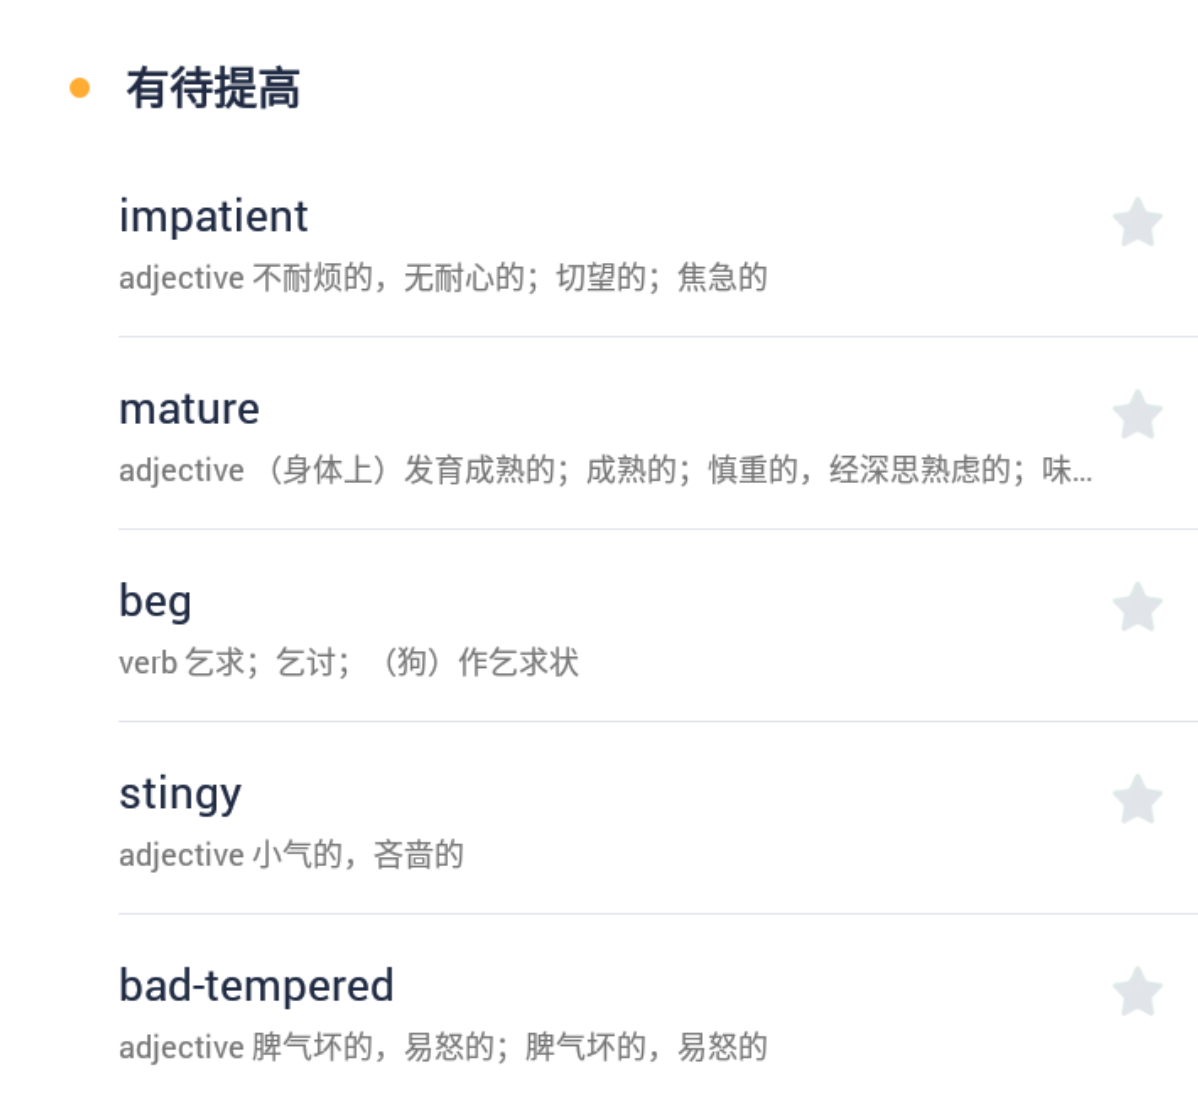 有待提高
impatient
adjective 不耐烦的，无耐心的；切望的；焦急的
mature
adjective （身体上）发育成熟的；成熟的；慎重的，经深思熟虑的；味...
beg
verb 乞求；乞讨；（狗）作乞求状
stingy
adjective 小气的，吝啬的
bad-tempered
adjective 脾气坏的，易怒的；脾气坏的，易怒的